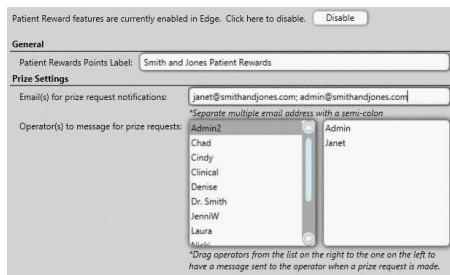 Patient Reward features are currently enabled in Edge. Click here to disable. Disable
General
Patient Rewards Points Label: Smith and Jones Patient Rewards
Prize Settings
Email(s) for prize request notifications: janet@smithandjones.com; admin@smithandjones.com
*Separate multiple email address with a semi-colon
Operator(s) to message for prize requests: Admin2 Admin
Chad Janet
Cindy
Clinical
Denise
Dr. Smith
JenniW
Laura
Nicki
*Drag operators from the list on the right to the one on the left to
have a message sent to the operator when a prize request is made.